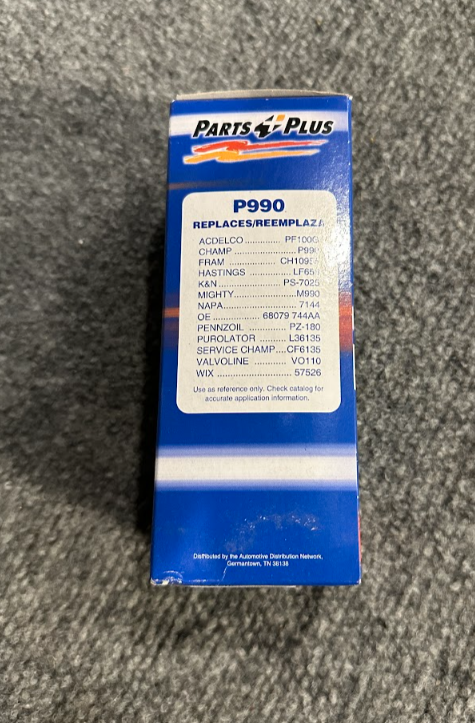 PARTS PLUS
P990
REPLACES/REEMPLAZA
ACDELCO............. PF100G
CHAMP ................... P990
FRAM .................. CH1095
HASTINGS ............ LF651
K&N................... PS-7025
MIGHTY..................M990
NAPA...................... 7144
OE ................ 68079 744AA
PENNZOIL ........... PZ-180
PUROLATOR ....... L36135
SERVICE CHAMP....CF6135
VALVOLINE .......... VO110
WIX ......................... 57526
Use as reference only. Check catalog for
accurate application information.
Distributed by the Automotive Distribution Network,
Germantown, TN 38138